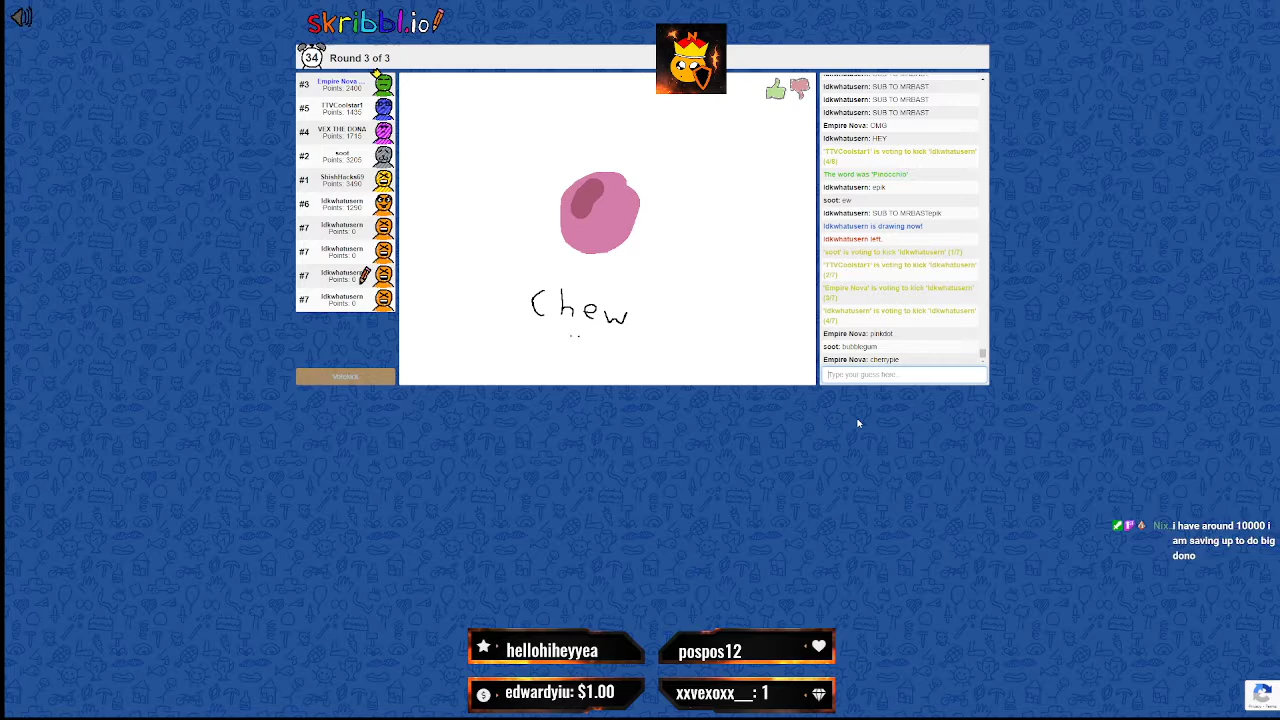 skribbl.io
34
Round 3 of 3
#3
Empire Nova ...
Points: 2400
#5
TTVCoolstar1
Points: 1435
#4
VEX THE DONA
Points: 1715
#2
soot
Points: 3205
#1
ShishHacks69
Points: 3490
#6
Idkwhatusern
Points: 1290
#7
Idkwhatusern
Points: 0
#7
Idkwhatusern
Points: 0
#7
Idkwhatusern
Points: 0
#7
Idkwhatusern
Points: 0
Votekick
N
Chew
Idkwhatusern: SUB TO MRBAST
Idkwhatusern: SUB TO MRBAST
Idkwhatusern: SUB TO MRBAST
Empire Nova: OMG
Idkwhatusern: HEY
'TTVCoolstar1' is voting to kick 'Idkwhatusern'
(4/8)
The word was 'Pinocchio'
Idkwhatusern: epik
soot: ew
Idkwhatusern: SUB TO MRBASTepik
Idkwhatusern is drawing now!
Idkwhatusern left.
'soot' is voting to kick 'Idkwhatusern' (1/7)
'TTVCoolstar1' is voting to kick 'Idkwhatusern'
(2/7)
'Empire Nova' is voting to kick 'Idkwhatusern'
(3/7)
'Idkwhatusern' is voting to kick 'Idkwhatusern'
(4/7)
Empire Nova: pinkdot
soot: bubblegum
Empire Nova: cherrypie
Type your guess here...
Nix: i have around 10000 i
am saving up to do big
dono
hellohiheyyea
pospos12
edwardyiu: $1.00
xxvexoxx__: 1
Privacy - Terms